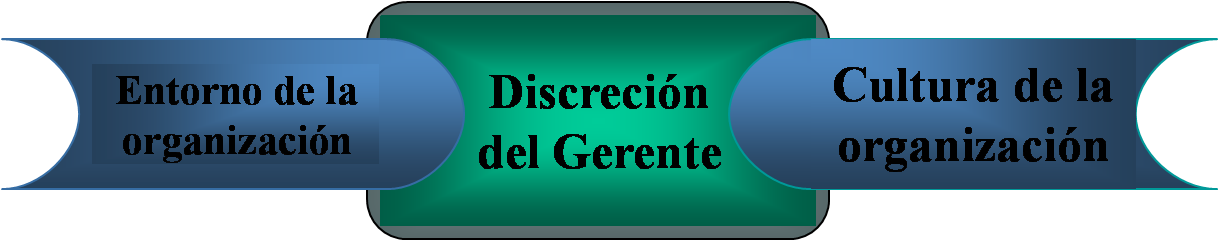 Entorno de la
organización
Discreción
del Gerente
Cultura de la
organización